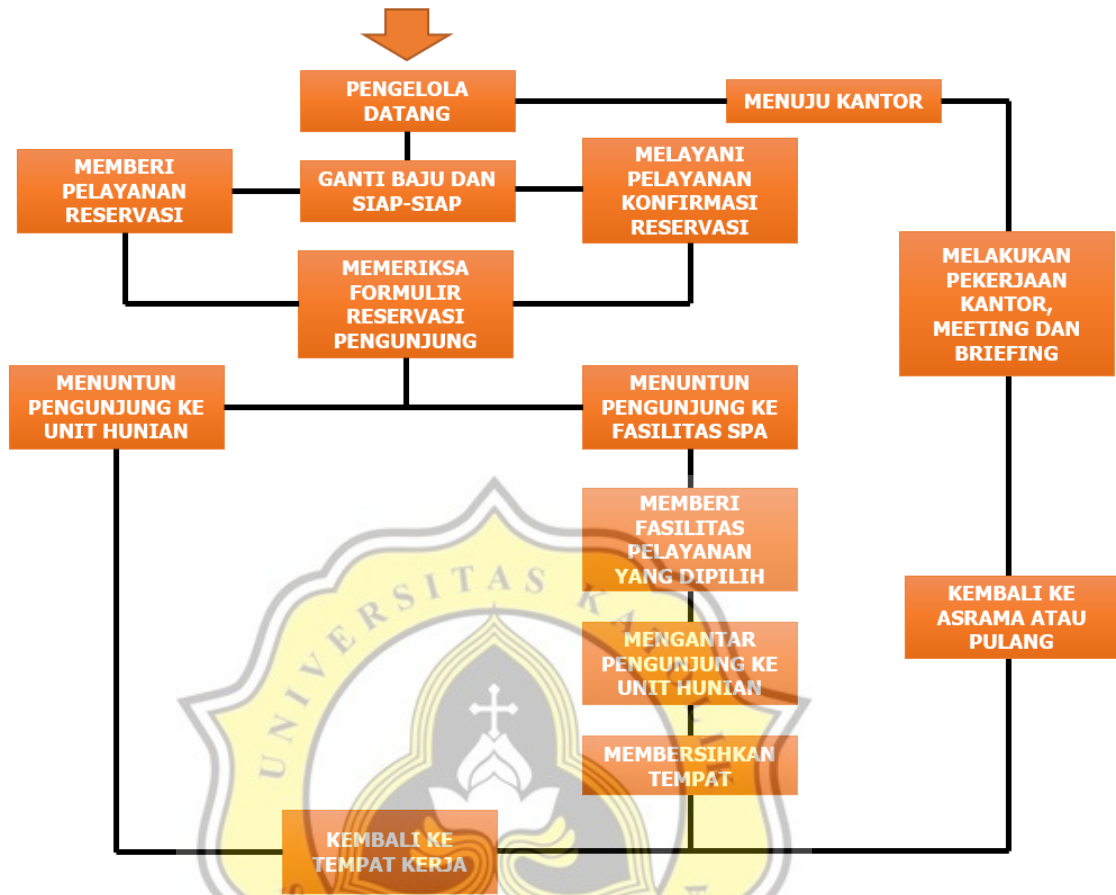 PENGELOLA
DATANG
MENUJU KANTOR
MEMBERI
PELAYANAN
RESERVASI
GANTI BAJU DAN
SIAP-SIAP
MELAYANI
PELAYANAN
KONFIRMASI
RESERVASI
MEMERIKSA
FORMULIR
RESERVASI
PENGUNJUNG
MELAKUKAN
PEKERJAAN
KANTOR,
MEETING DAN
BRIEFING
MENUNTUN
PENGUNJUNG KE
UNIT HUNIAN
MENUNTUN
PENGUNJUNG KE
FASILITAS SPA
MEMBERI
FASILITAS
PELAYANAN
YANG DIPILIH
KEMBALI KE
ASRAMA ATAU
PULANG
MENGANTAR
PENGUNJUNG KE
UNIT HUNIAN
MEMBERSIHKAN
TEMPAT
KEMBALI KE
TEMPAT KERJA
UNIVERSITAS KATOLIK